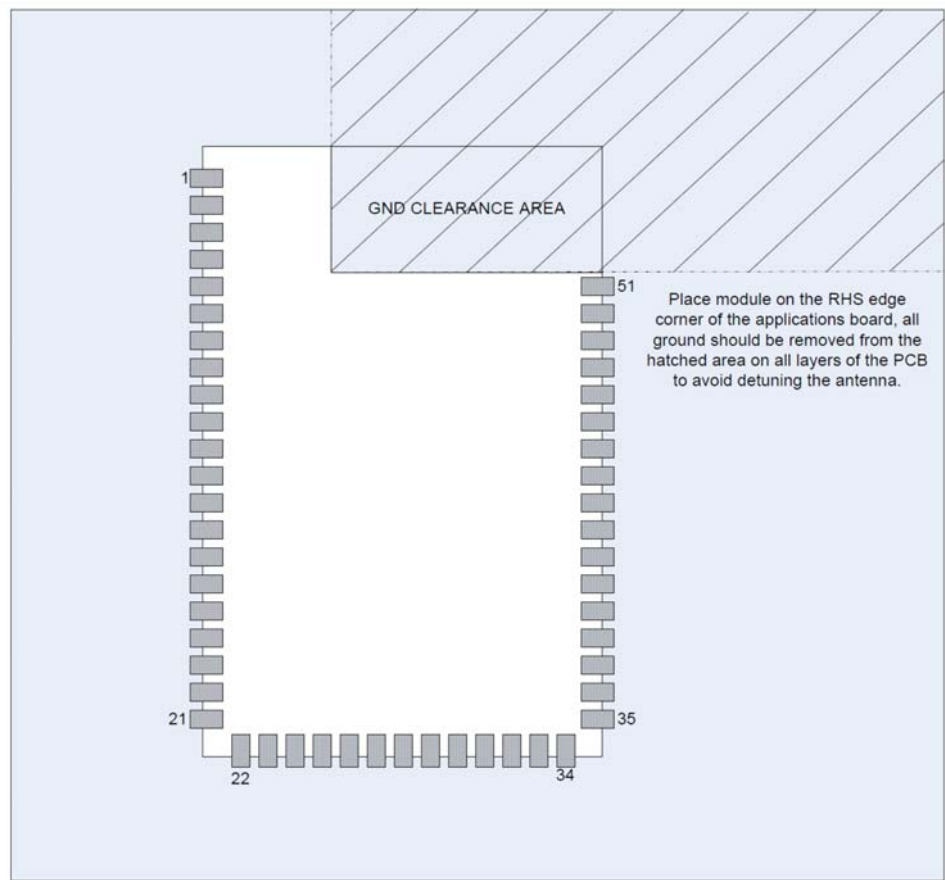 1
GND CLEARANCE AREA
51
Place module on the RHS edge
corner of the applications board, all
ground should be removed from the
hatched area on all layers of the PCB
to avoid detuning the antenna.
21
35
22
34